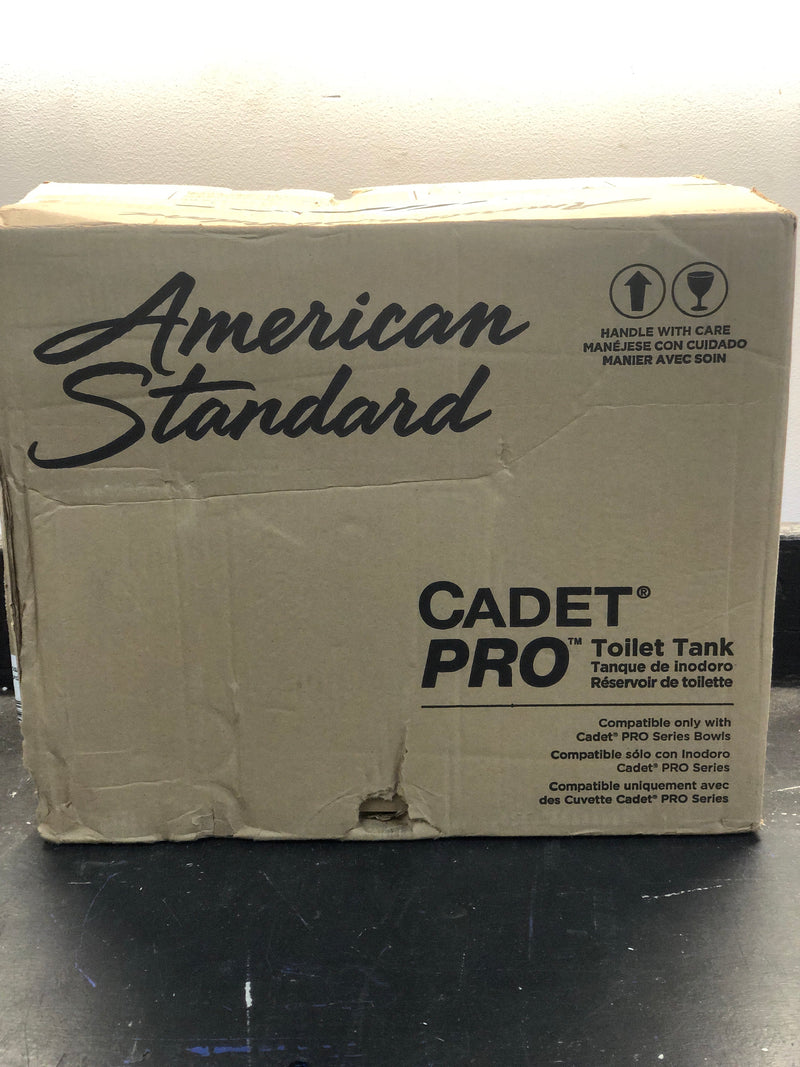 American
Standard
HANDLE WITH CARE
MANÉJESE CON CUIDADO
MANIER AVEC SOIN
CADET®
PRO™ Toilet Tank
Tanque de inodoro
Réservoir de toilette
Compatible only with
Cadet® PRO Series Bowls
Compatible sólo con Inodoro
Cadet® PRO Series
Compatible uniquement avec
des Cuvette Cadet® PRO Series